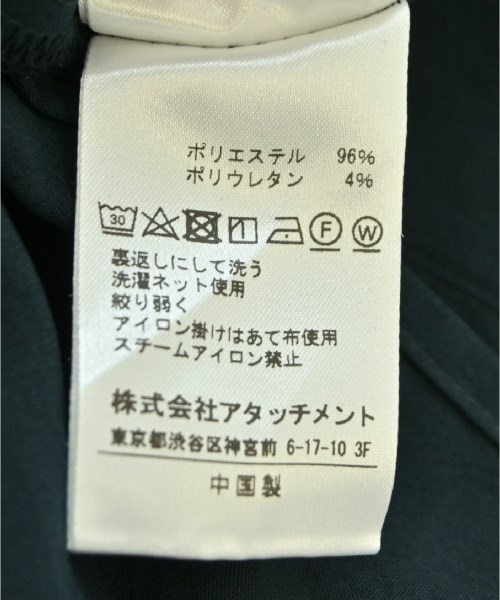 ポリエステル 96%
ポリウレタン 4%
30 F W
裏返しにして洗う
洗濯ネット使用
絞り弱く
アイロン掛けはあて布使用
スチームアイロン禁止
株式会社アタッチメント
東京都渋谷区神宮前 6-17-10 3F
中国製